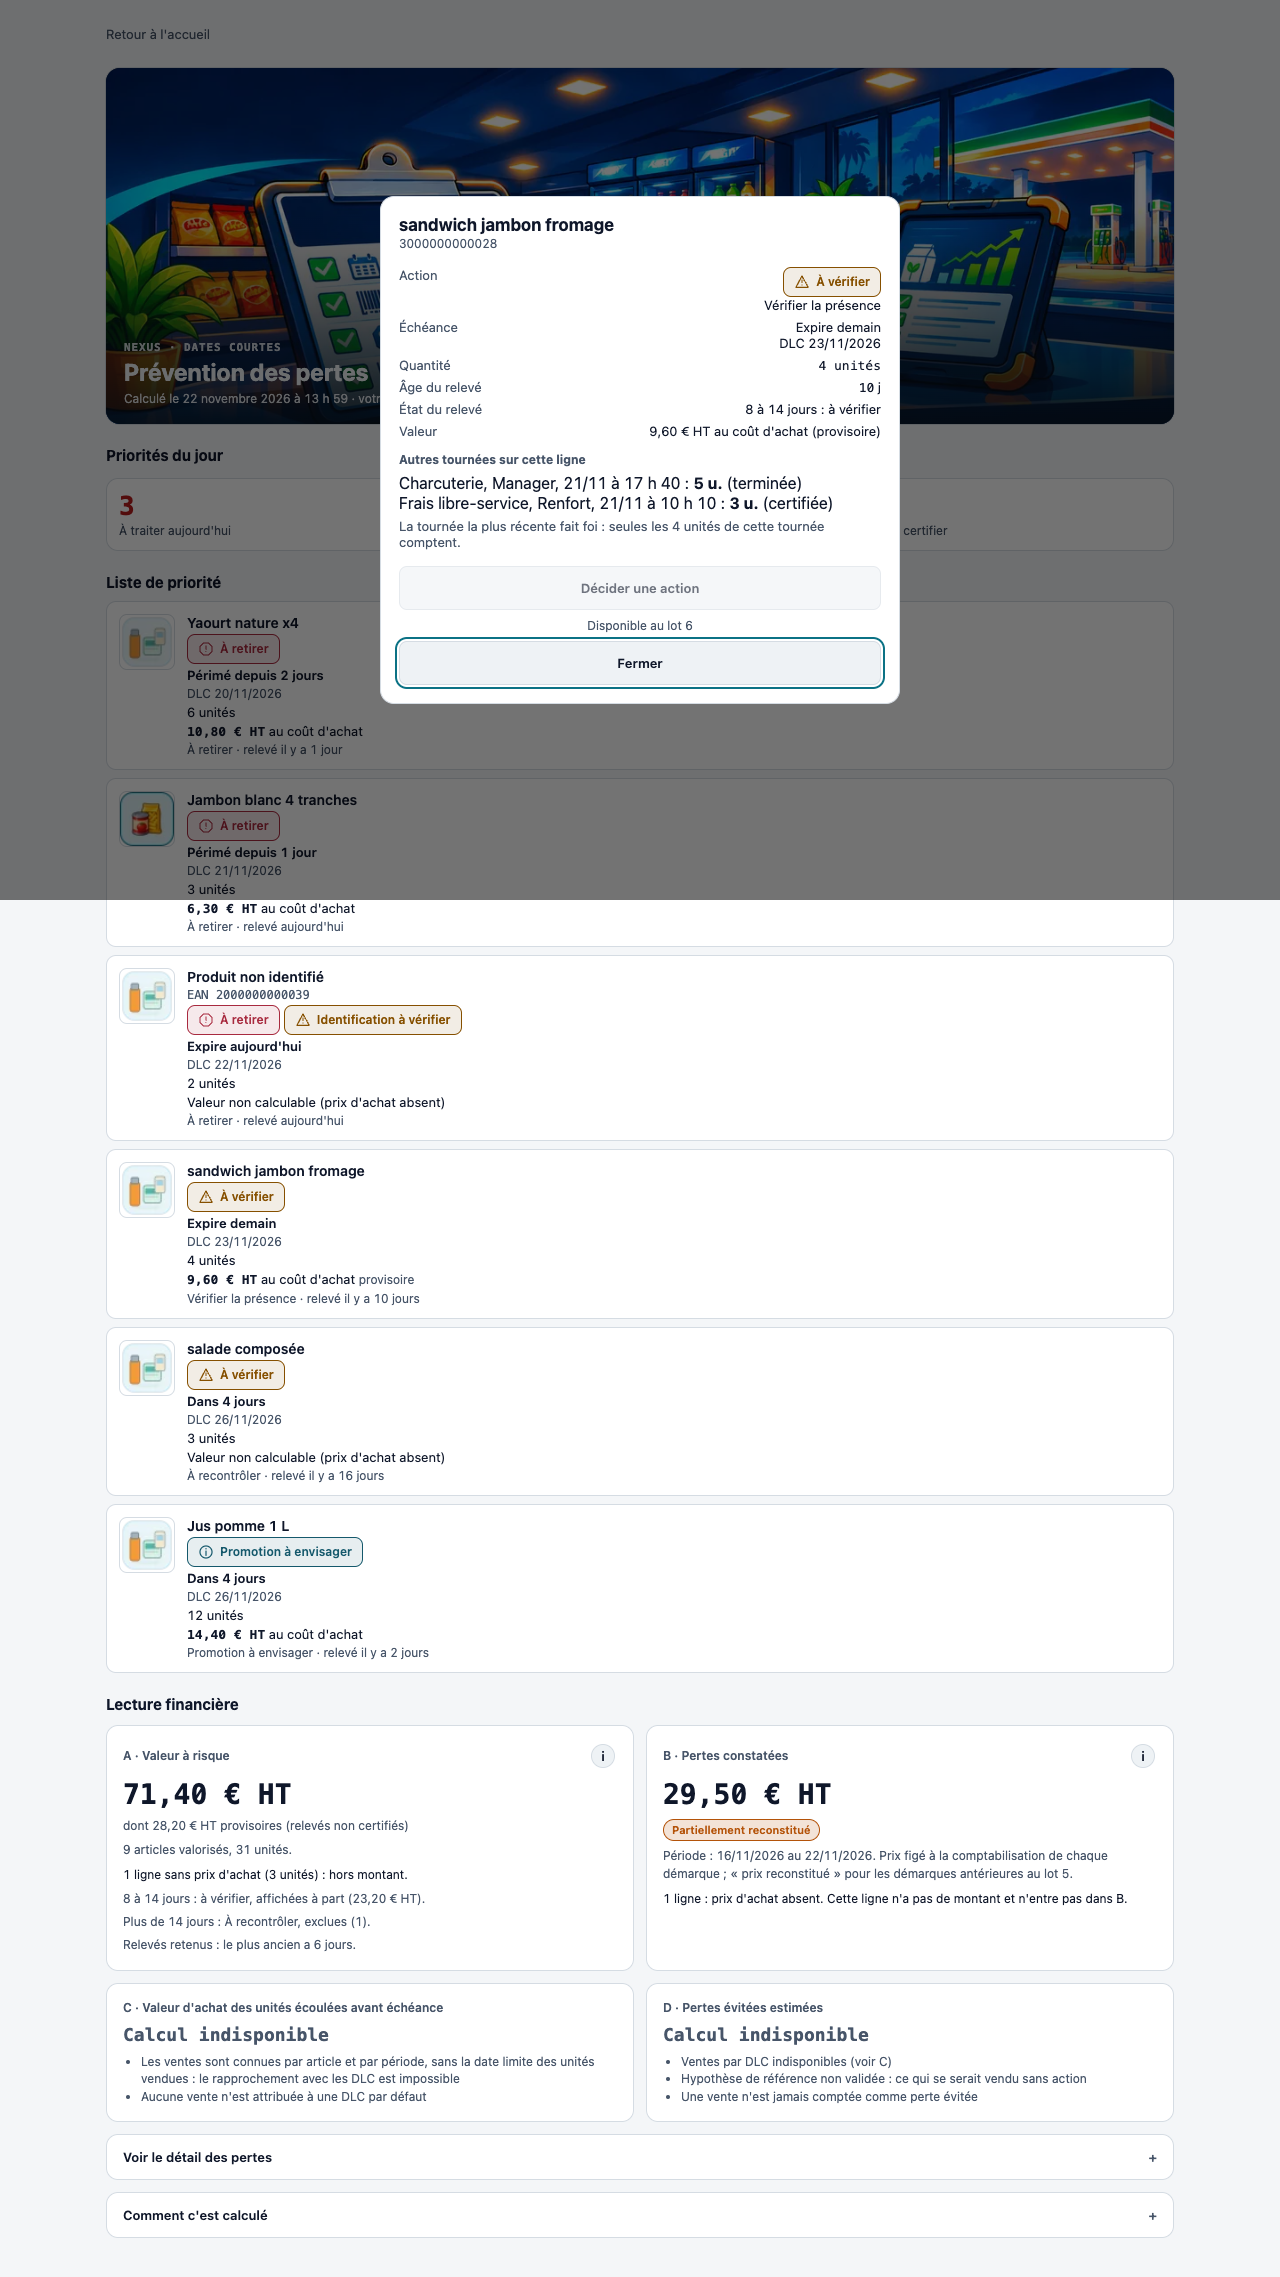 Retour à l'accueil
NEXUS · DATES COURTES
Prévention des pertes
Calculé le 22 novembre 2026 à 13 h 59 · votr
sandwich jambon fromage
3000000000028
Action
À vérifier
Vérifier la présence
Échéance
Expire demain
DLC 23/11/2026
Quantité
4 unités
Âge du relevé
10 j
État du relevé
8 à 14 jours : à vérifier
Valeur
9,60 € HT au coût d'achat (provisoire)
Autres tournées sur cette ligne
Charcuterie, Manager, 21/11 à 17 h 40 : 5 u. (terminée)
Frais libre-service, Renfort, 21/11 à 10 h 10 : 3 u. (certifiée)
La tournée la plus récente fait foi : seules les 4 unités de cette tournée
comptent.
Décider une action
Disponible au lot 6
Fermer
Priorités du jour
3
À traiter aujourd'hui
certifier
Liste de priorité
Yaourt nature x4
À retirer
Périmé depuis 2 jours
DLC 20/11/2026
6 unités
10,80 € HT au coût d'achat
À retirer · relevé il y a 1 jour
Jambon blanc 4 tranches
À retirer
Périmé depuis 1 jour
DLC 21/11/2026
3 unités
6,30 € HT au coût d'achat
À retirer · relevé aujourd'hui
Produit non identifié
EAN 2000000000039
À retirer
Identification à vérifier
Expire aujourd'hui
DLC 22/11/2026
2 unités
Valeur non calculable (prix d'achat absent)
À retirer · relevé aujourd'hui
sandwich jambon fromage
À vérifier
Expire demain
DLC 23/11/2026
4 unités
9,60 € HT au coût d'achat provisoire
Vérifier la présence · relevé il y a 10 jours
salade composée
À vérifier
Dans 4 jours
DLC 26/11/2026
3 unités
Valeur non calculable (prix d'achat absent)
À recontrôler · relevé il y a 16 jours
Jus pomme 1 L
Promotion à envisager
Dans 4 jours
DLC 26/11/2026
12 unités
14,40 € HT au coût d'achat
Promotion à envisager · relevé il y a 2 jours
Lecture financière
A · Valeur à risque
i
71,40 € HT
dont 28,20 € HT provisoires (relevés non certifiés)
9 articles valorisés, 31 unités.
1 ligne sans prix d'achat (3 unités) : hors montant.
8 à 14 jours : à vérifier, affichées à part (23,20 € HT).
Plus de 14 jours : À recontrôler, exclues (1).
Relevés retenus : le plus ancien a 6 jours.
B · Pertes constatées
i
29,50 € HT
Partiellement reconstitué
Période : 16/11/2026 au 22/11/2026. Prix figé à la comptabilisation de chaque
démarque ; « prix reconstitué » pour les démarques antérieures au lot 5.
1 ligne : prix d'achat absent. Cette ligne n'a pas de montant et n'entre pas dans B.
C · Valeur d'achat des unités écoulées avant échéance
Calcul indisponible
• Les ventes sont connues par article et par période, sans la date limite des unités
vendues : le rapprochement avec les DLC est impossible
• Aucune vente n'est attribuée à une DLC par défaut
D · Pertes évitées estimées
Calcul indisponible
• Ventes par DLC indisponibles (voir C)
• Hypothèse de référence non validée : ce qui se serait vendu sans action
• Une vente n'est jamais comptée comme perte évitée
Voir le détail des pertes
+
Comment c'est calculé
+